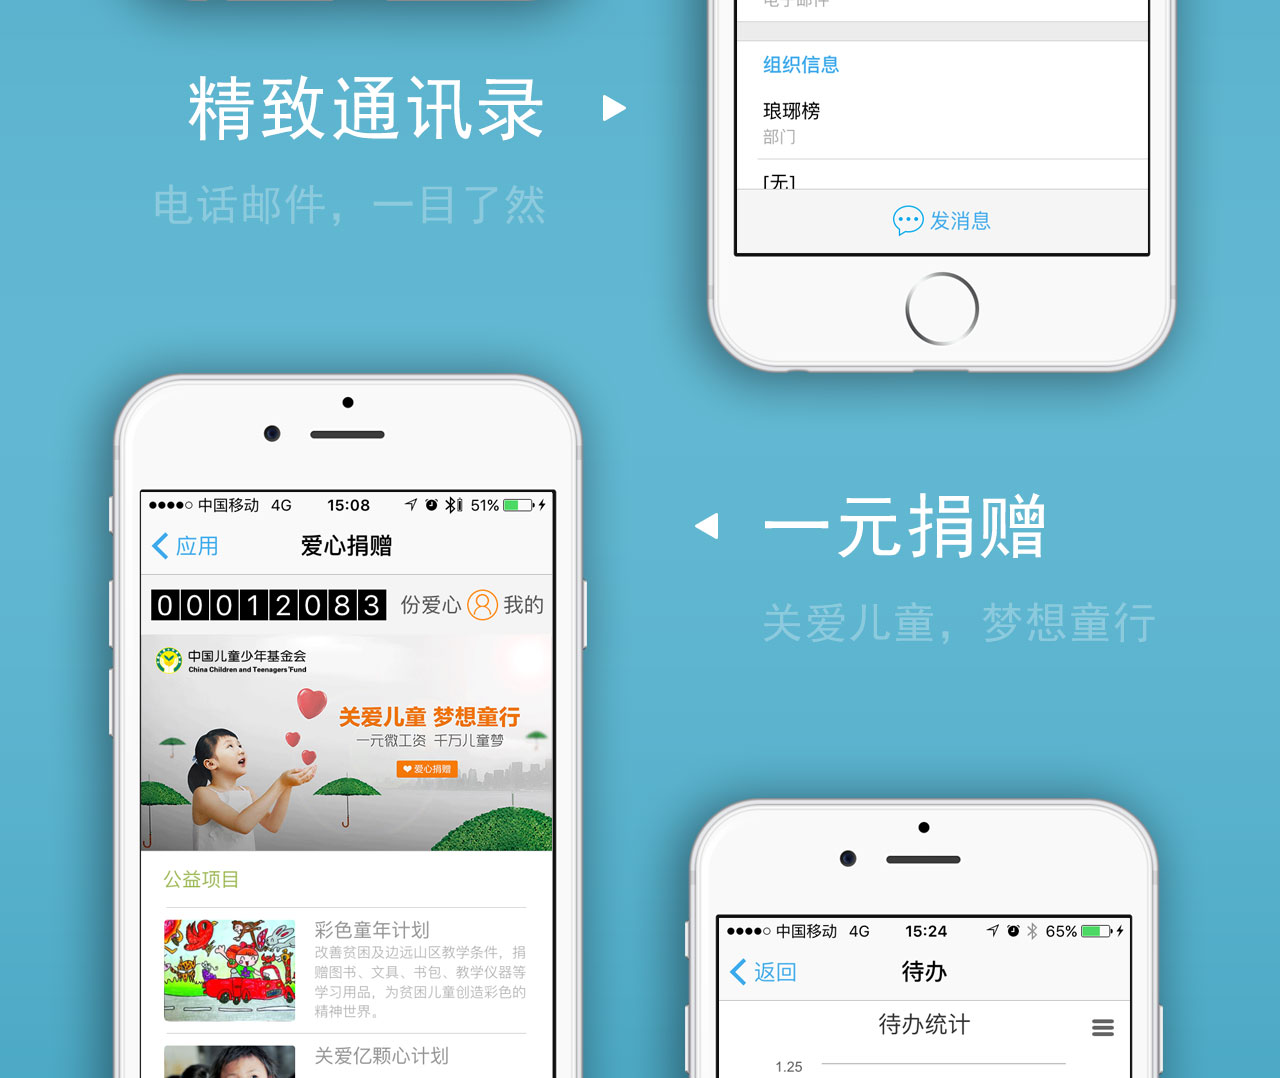 电子邮件
组织信息
琅琊榜
部门
[无]
发消息
精致通讯录
电话邮件，一目了然
中国移动 4G 15:08 51%
应用 爱心捐赠
00012083 份爱心 我的
中国儿童少年基金会
China Children and Teenagers'Fund
关爱儿童 梦想童行
一元微工资 千万儿童梦
爱心捐赠
公益项目
彩色童年计划
改善贫困及边远山区教学条件，捐
赠图书、文具、书包、教学仪器等
学习用品，为贫困儿童创造彩色的
精神世界。
关爱亿颗心计划
一元捐赠
关爱儿童，梦想童行
中国移动 4G 15:24 65%
返回 待办
待办统计
1.25